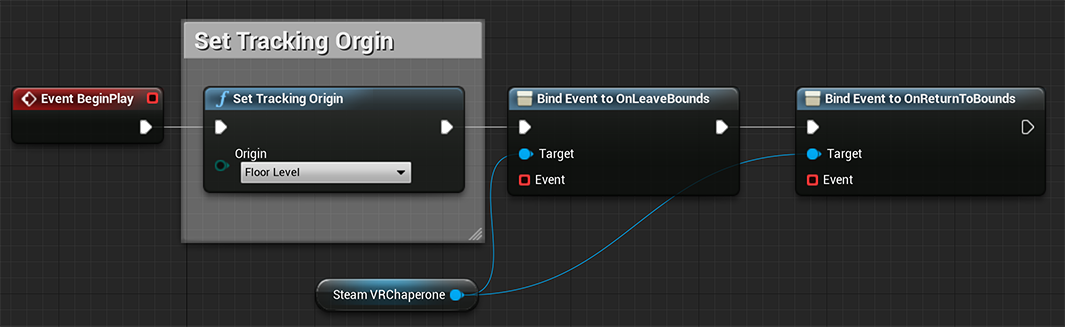 Set Tracking Orgin
Event BeginPlay
Set Tracking Origin
Origin
Floor Level
Bind Event to OnLeaveBounds
Target
Event
Bind Event to OnReturnToBounds
Target
Event
Steam VRChaperone